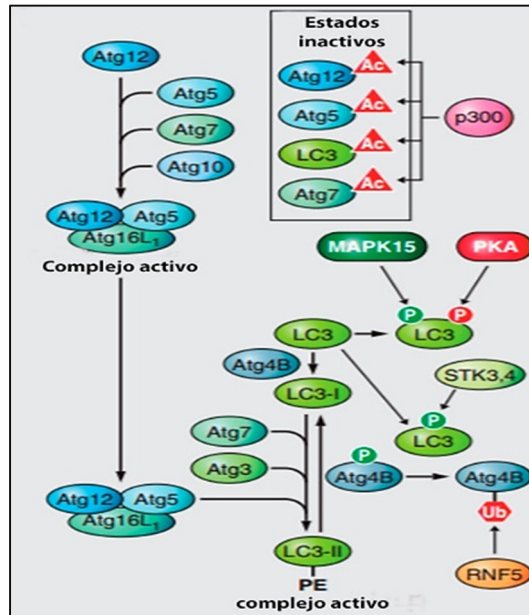 Estados
inactivos
Atg12
Ac
Atg5
Ac
LC3
Ac
Atg7
Ac
p300
Atg12
Atg5
Atg7
Atg10
Atg12
Atg5
Atg16L1
Complejo activo
MAPK15
PKA
P
P
LC3
LC3
Atg4B
LC3-I
STK3,4
P
LC3
Atg7
Atg3
P
Atg4B
Atg4B
Ub
RNF5
Atg12
Atg5
Atg16L1
LC3-II
PE
complejo activo